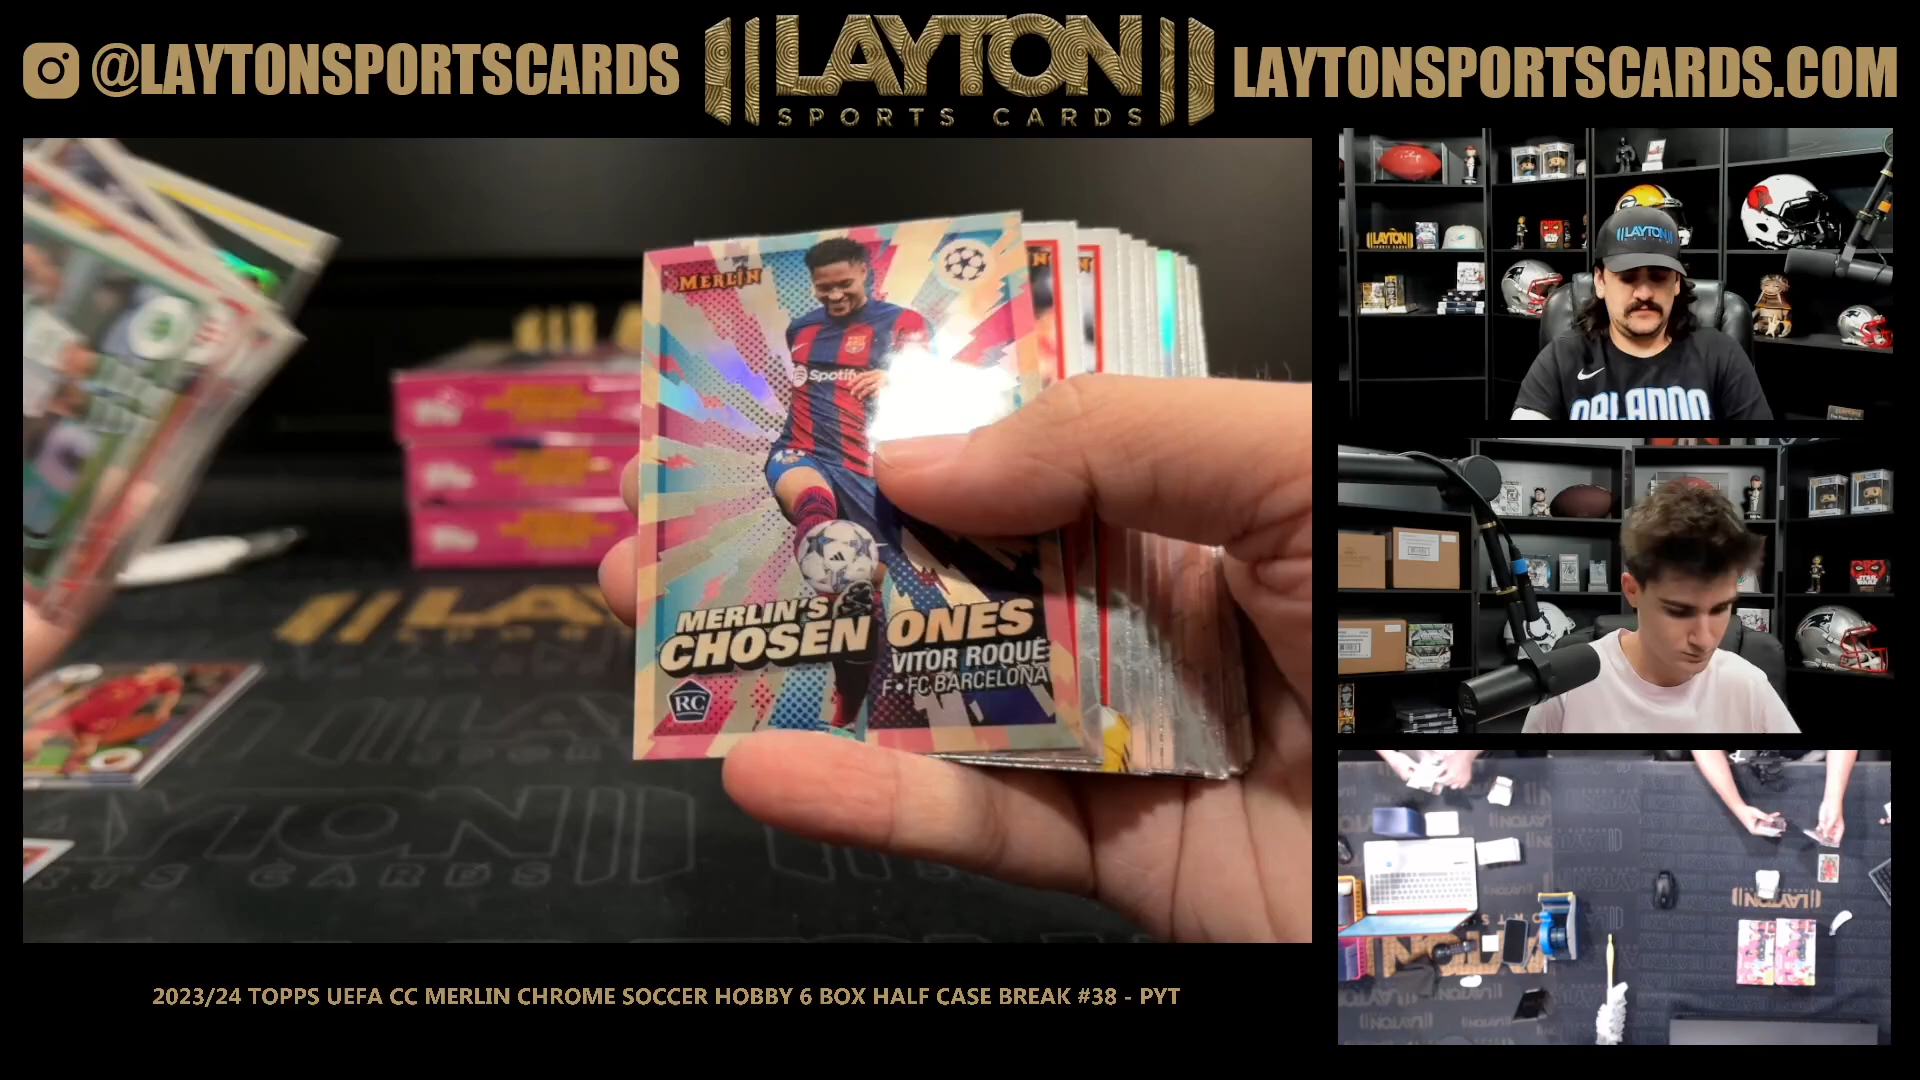 @LAYTONSPORTSCARDS
LAYTON
SPORTS CARDS
LAYTONSPORTSCARDS.COM
MERLIN
Spotify
MERLIN'S
CHOSEN ONES
VITOR ROQUE
F • FC BARCELONA
RC
LAYTON
ORLANDO
LAYTON
2023/24 TOPPS UEFA CC MERLIN CHROME SOCCER HOBBY 6 BOX HALF CASE BREAK #38 - PYT